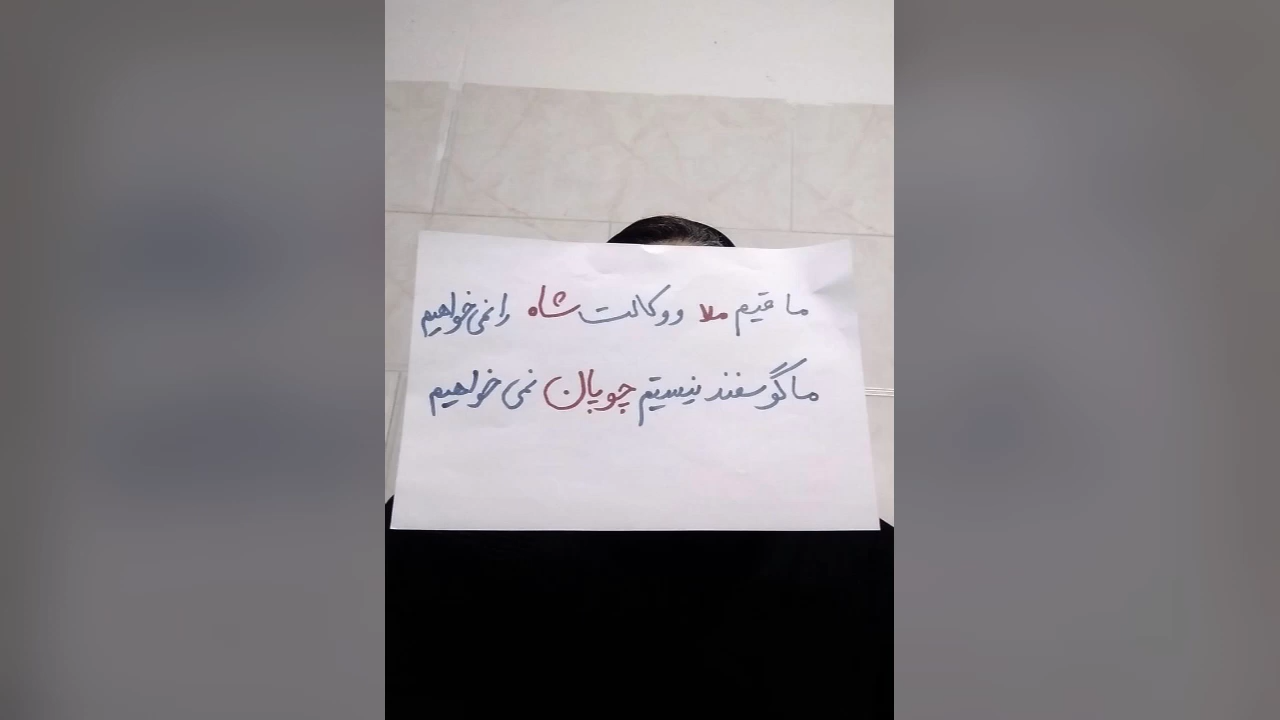 ما قیم ملا و وکالت شاه را نمی خواهیم
ما گوسفند نیستیم چوپان نمی خواهیم